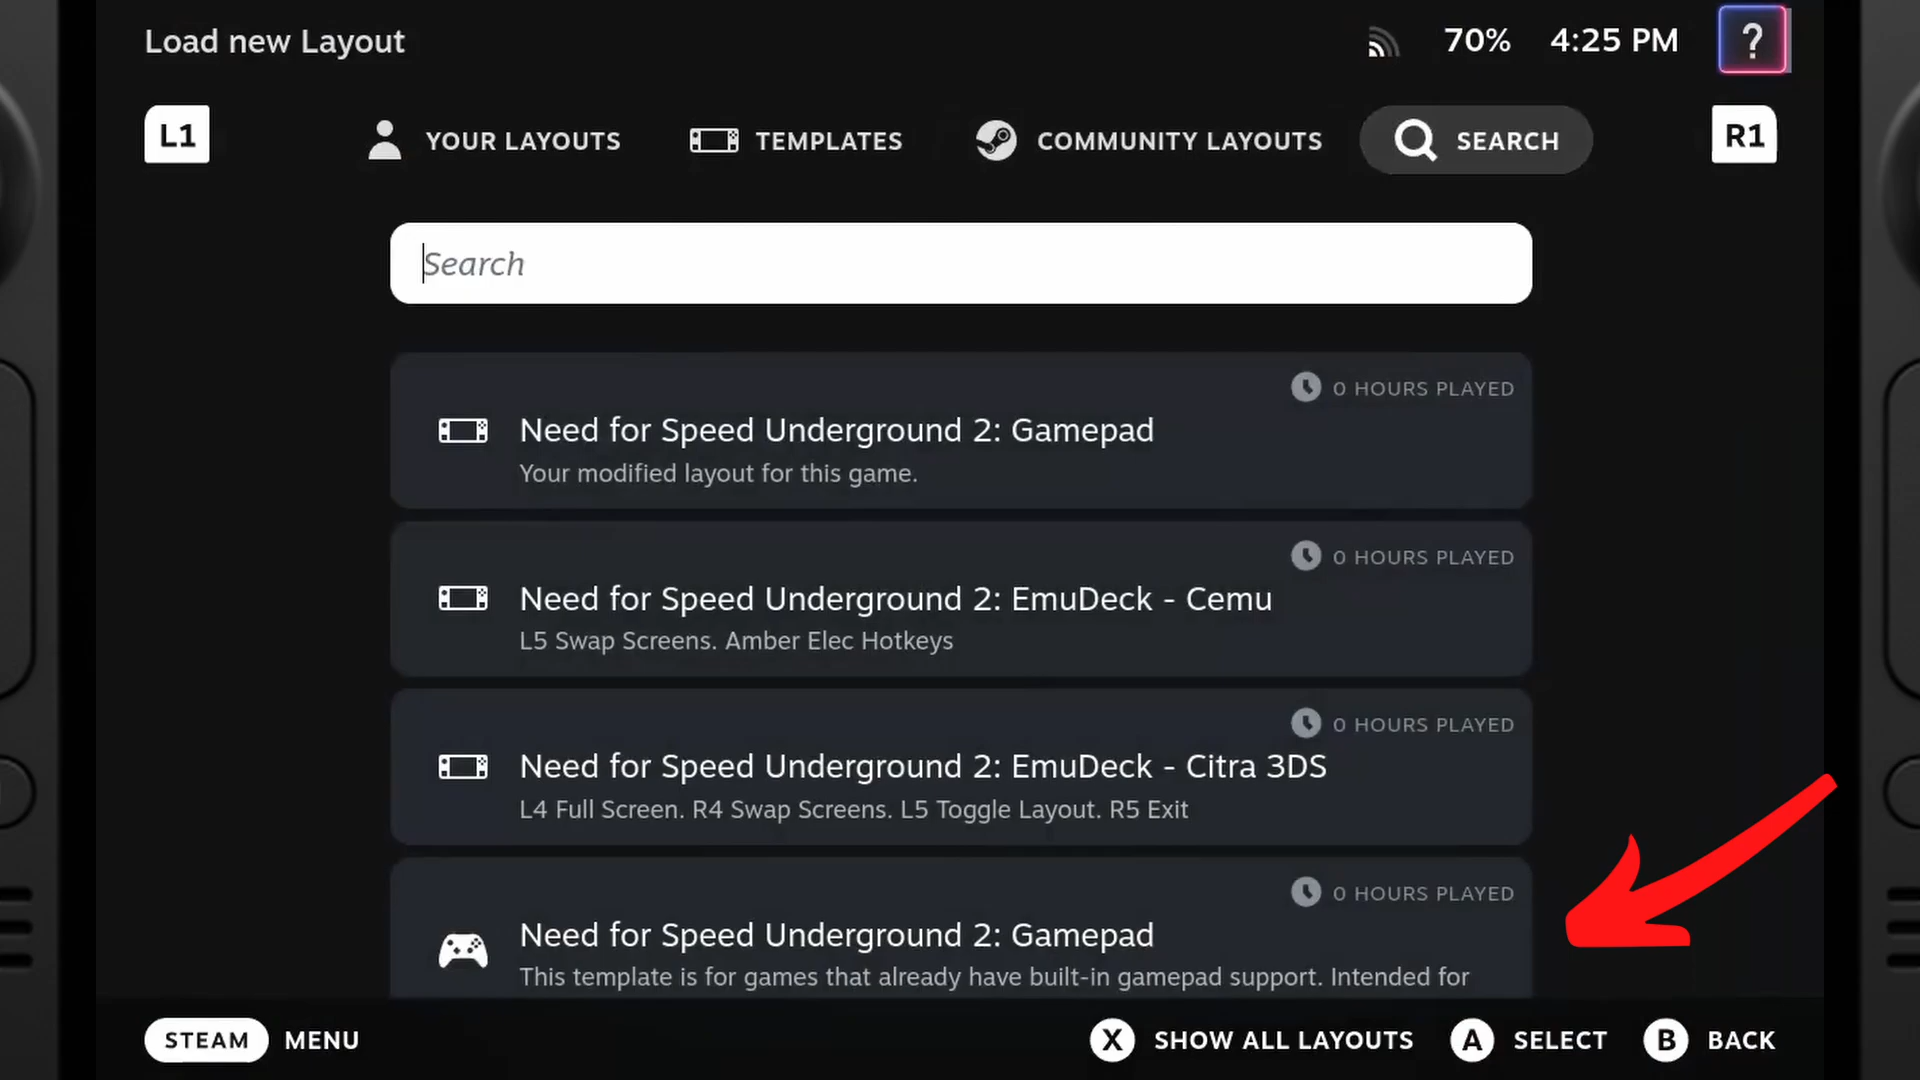 Load new Layout
70% 4:25 PM ?
L1 YOUR LAYOUTS TEMPLATES COMMUNITY LAYOUTS SEARCH R1
Search
0 HOURS PLAYED
Need for Speed Underground 2: Gamepad
Your modified layout for this game.
0 HOURS PLAYED
Need for Speed Underground 2: EmuDeck - Cemu
L5 Swap Screens. Amber Elec Hotkeys
0 HOURS PLAYED
Need for Speed Underground 2: EmuDeck - Citra 3DS
L4 Full Screen. R4 Swap Screens. L5 Toggle Layout. R5 Exit
0 HOURS PLAYED
Need for Speed Underground 2: Gamepad
This template is for games that already have built-in gamepad support. Intended for
STEAM MENU X SHOW ALL LAYOUTS A SELECT B BACK